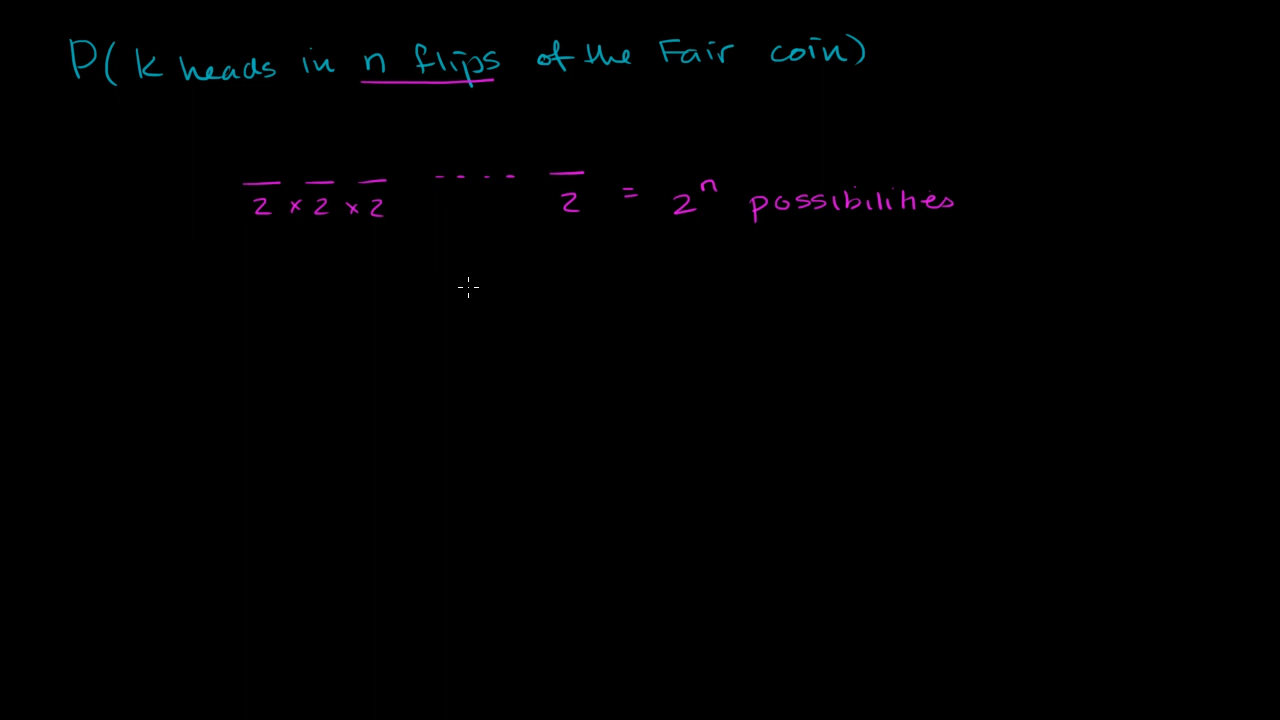 P(k heads in n flips of the Fair coin)
2 × 2 × 2 .... 2 = 2ⁿ possibilities